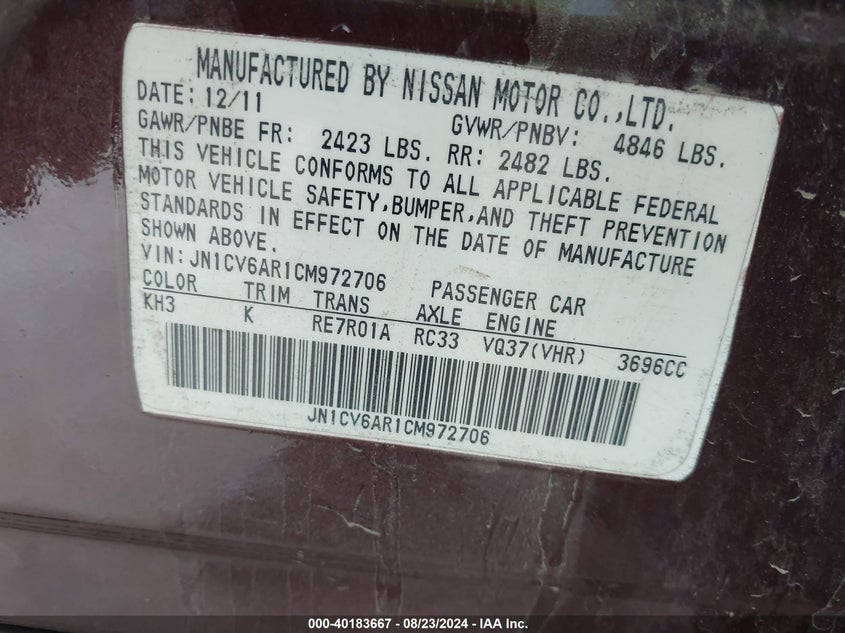 MANUFACTURED BY NISSAN MOTOR CO.,LTD.
DATE: 12/11 GVWR/PNBV: 4846 LBS.
GAWR/PNBE FR: 2423 LBS. RR: 2482 LBS.
THIS VEHICLE CONFORMS TO ALL APPLICABLE FEDERAL
MOTOR VEHICLE SAFETY,BUMPER,AND THEFT PREVENTION
STANDARDS IN EFFECT ON THE DATE OF MANUFACTURE
SHOWN ABOVE.
VIN:JN1CV6AR1CM972706 PASSENGER CAR
COLOR TRIM TRANS AXLE ENGINE
KH3 K RE7R01A RC33 VQ37(VHR) 3696CC
JN1CV6AR1CM972706
000-40183667 - 08/23/2024 - IAA Inc.